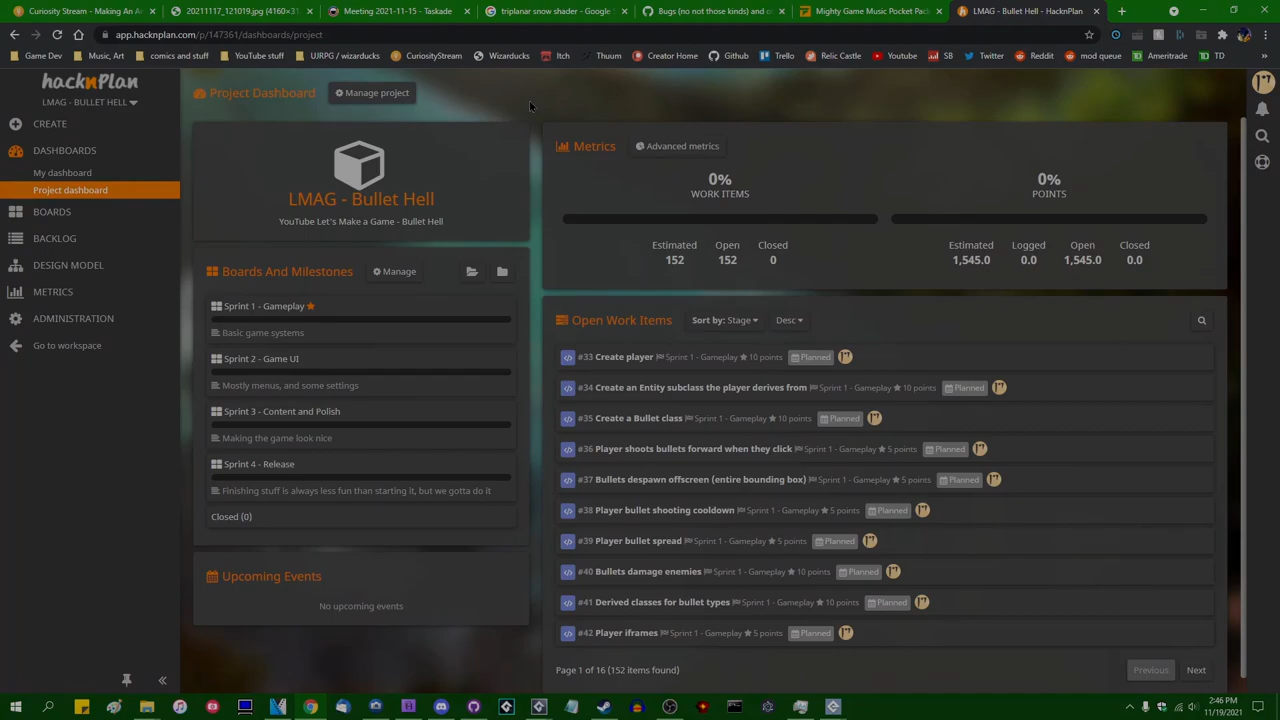 Curiosity Stream - Making An Ar
20211117_121019.jpg (4160×31
Meeting 2021-11-15 - Taskade
triplanar snow shader - Google S
Bugs (no not those kinds) and co
Mighty Game Music Pocket Pack
LMAG - Bullet Hell - HacknPlan
app.hacknplan.com/p/147361/dashboards/project
Game Dev
Music, Art
comics and stuff
YouTube stuff
UJRPG / wizarducks
CuriosityStream
Wizarducks
Itch
Thuum
Creator Home
Github
Trello
Relic Castle
Youtube
SB
Twitter
Reddit
mod queue
Ameritrade
TD
hacknPlan
LMAG - BULLET HELL
CREATE
DASHBOARDS
My dashboard
Project dashboard
BOARDS
BACKLOG
DESIGN MODEL
METRICS
ADMINISTRATION
Go to workspace
Project Dashboard
Manage project
LMAG - Bullet Hell
YouTube Let's Make a Game - Bullet Hell
Boards And Milestones
Manage
Sprint 1 - Gameplay
Basic game systems
Sprint 2 - Game UI
Mostly menus, and some settings
Sprint 3 - Content and Polish
Making the game look nice
Sprint 4 - Release
Finishing stuff is always less fun than starting it, but we gotta do it
Closed (0)
Upcoming Events
No upcoming events
Metrics
Advanced metrics
0%
WORK ITEMS
Estimated Open Closed
152 152 0
0%
POINTS
Estimated Logged Open Closed
1,545.0 0.0 1,545.0 0.0
Open Work Items
Sort by: Stage
Desc
#33 Create player Sprint 1 - Gameplay 10 points Planned
#34 Create an Entity subclass the player derives from Sprint 1 - Gameplay 10 points Planned
#35 Create a Bullet class Sprint 1 - Gameplay 10 points Planned
#36 Player shoots bullets forward when they click Sprint 1 - Gameplay 5 points Planned
#37 Bullets despawn offscreen (entire bounding box) Sprint 1 - Gameplay 5 points Planned
#38 Player bullet shooting cooldown Sprint 1 - Gameplay 5 points Planned
#39 Player bullet spread Sprint 1 - Gameplay 5 points Planned
#40 Bullets damage enemies Sprint 1 - Gameplay 10 points Planned
#41 Derived classes for bullet types Sprint 1 - Gameplay 10 points Planned
#42 Player iframes Sprint 1 - Gameplay 5 points Planned
Page 1 of 16 (152 items found)
Previous
Next
2:46 PM
11/19/2021